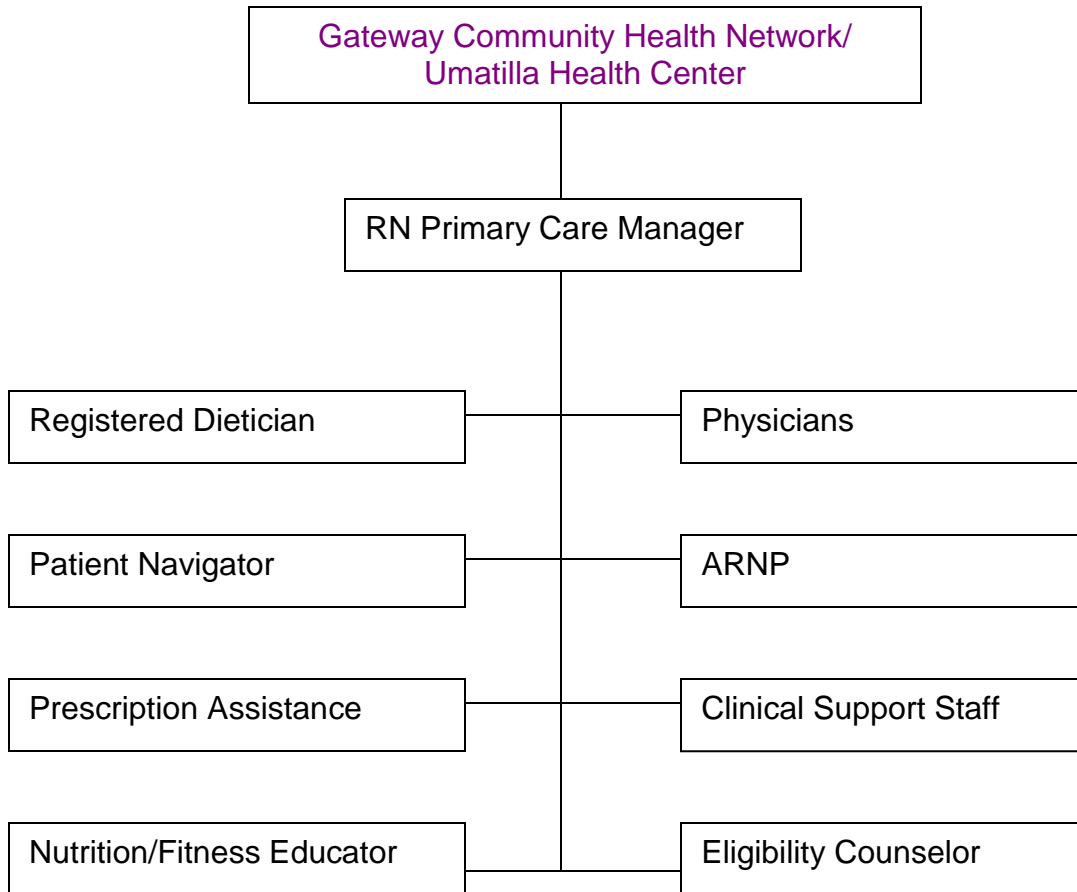 Gateway Community Health Network/
Umatilla Health Center
RN Primary Care Manager
Registered Dietician
Physicians
Patient Navigator
ARNP
Prescription Assistance
Clinical Support Staff
Nutrition/Fitness Educator
Eligibility Counselor